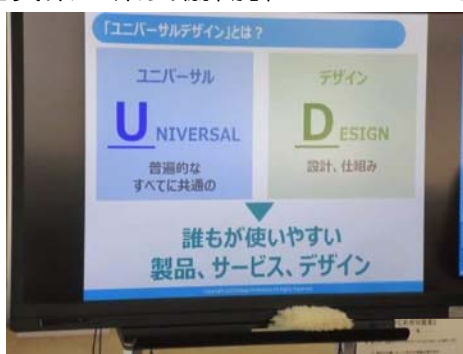 「ユニバーサルデザイン」とは？
ユニバーサル
UNIVERSAL
普遍的な
すべてに共通の
デザイン
DESIGN
設計、仕組み
誰もが使いやすい
製品、サービス、デザイン